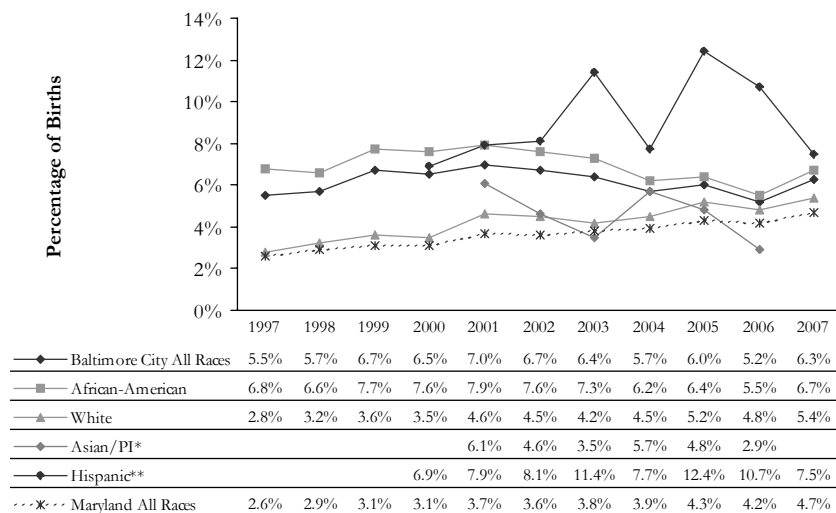 Percentage of Births
14%
12%
10%
8%
6%
4%
2%
0%
1997 1998 1999 2000 2001 2002 2003 2004 2005 2006 2007
Baltimore City All Races 5.5% 5.7% 6.7% 6.5% 7.0% 6.7% 6.4% 5.7% 6.0% 5.2% 6.3%
African-American 6.8% 6.6% 7.7% 7.6% 7.9% 7.6% 7.3% 6.2% 6.4% 5.5% 6.7%
White 2.8% 3.2% 3.6% 3.5% 4.6% 4.5% 4.2% 4.5% 5.2% 4.8% 5.4%
Asian/PI* 6.1% 4.6% 3.5% 5.7% 4.8% 2.9%
Hispanic** 6.9% 7.9% 8.1% 11.4% 7.7% 12.4% 10.7% 7.5%
Maryland All Races 2.6% 2.9% 3.1% 3.1% 3.7% 3.6% 3.8% 3.9% 4.3% 4.2% 4.7%